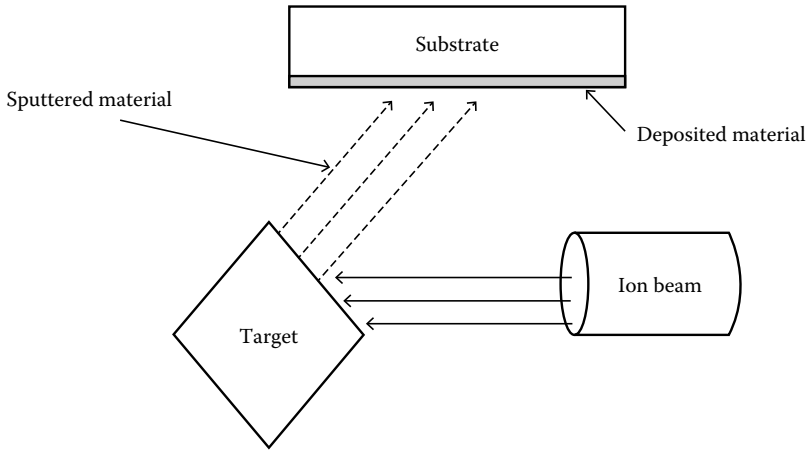 Substrate
Sputtered material
Deposited material
Ion beam
Target